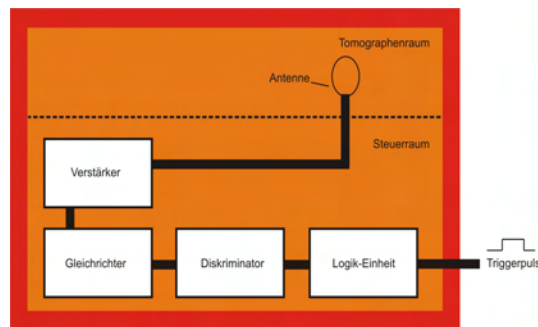 Tomographenraum
Antenne
Steuerraum
Verstärker
Gleichrichter
Diskriminator
Logik-Einheit
Triggerpuls